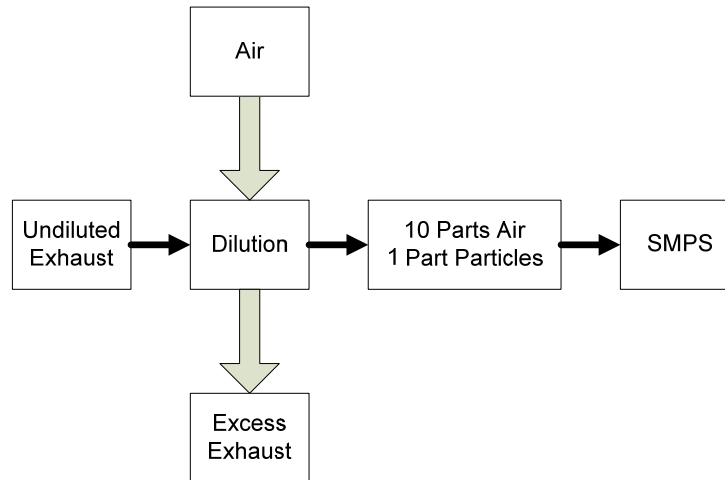 Air
Undiluted
Exhaust
Dilution
10 Parts Air
1 Part Particles
SMPS
Excess
Exhaust